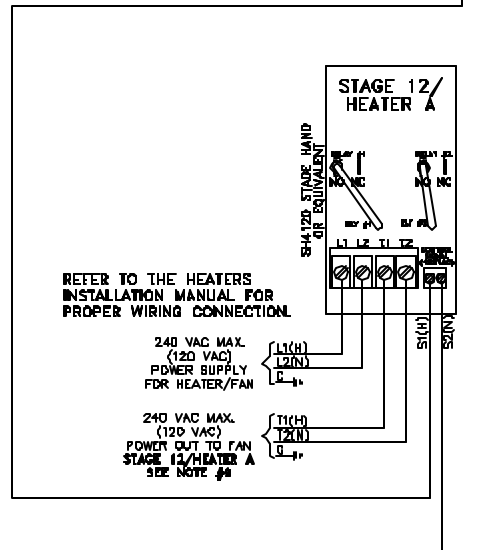 STAGE 12/
HEATER A
SH4120 STAGE HAND
OR EQUIVALENT
NO NC
NO NC
L1 L2 T1 T2
S1(H)
S2(N)
REFER TO THE HEATERS
INSTALLATION MANUAL FOR
PROPER WIRING CONNECTION.
240 VAC MAX.
(120 VAC)
POWER SUPPLY
FOR HEATER/FAN
L1(H)
L2(N)
G
240 VAC MAX.
(120 VAC)
POWER OUT TO FAN
STAGE 12/HEATER A
SEE NOTE
T1(H)
T2(N)
G